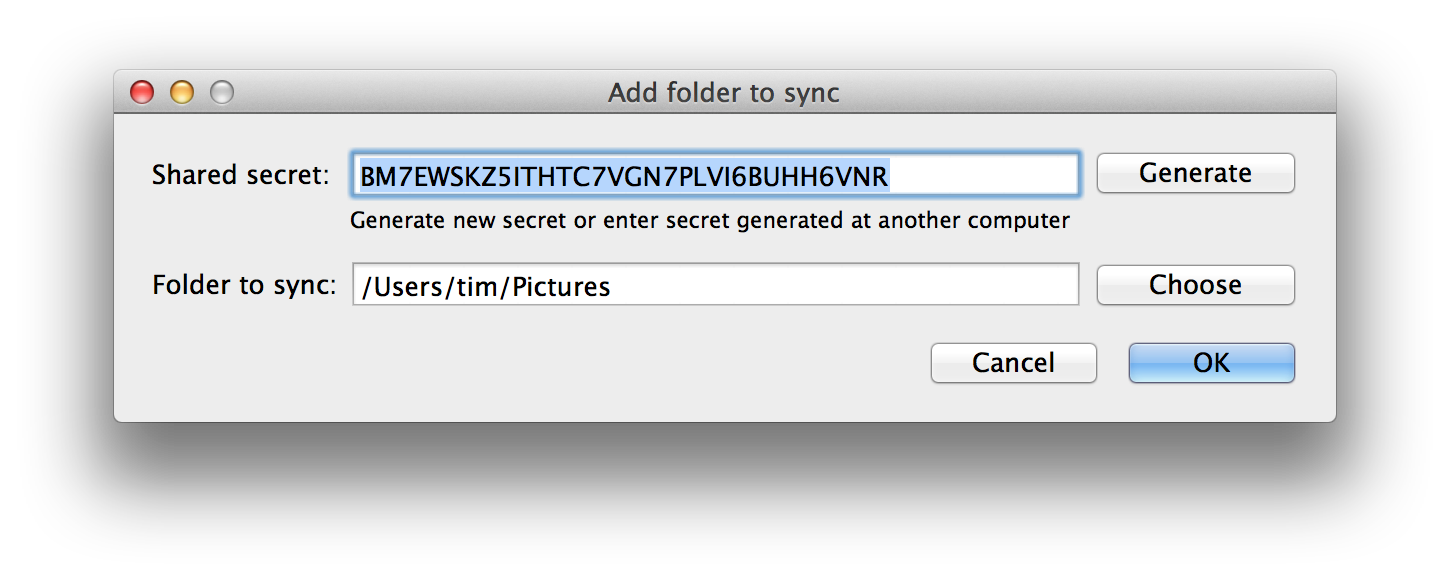 Add folder to sync
Shared secret: BM7EWSKZ5ITHTC7VGN7PLVI6BUHH6VNR Generate
Generate new secret or enter secret generated at another computer
Folder to sync: /Users/tim/Pictures Choose
Cancel OK